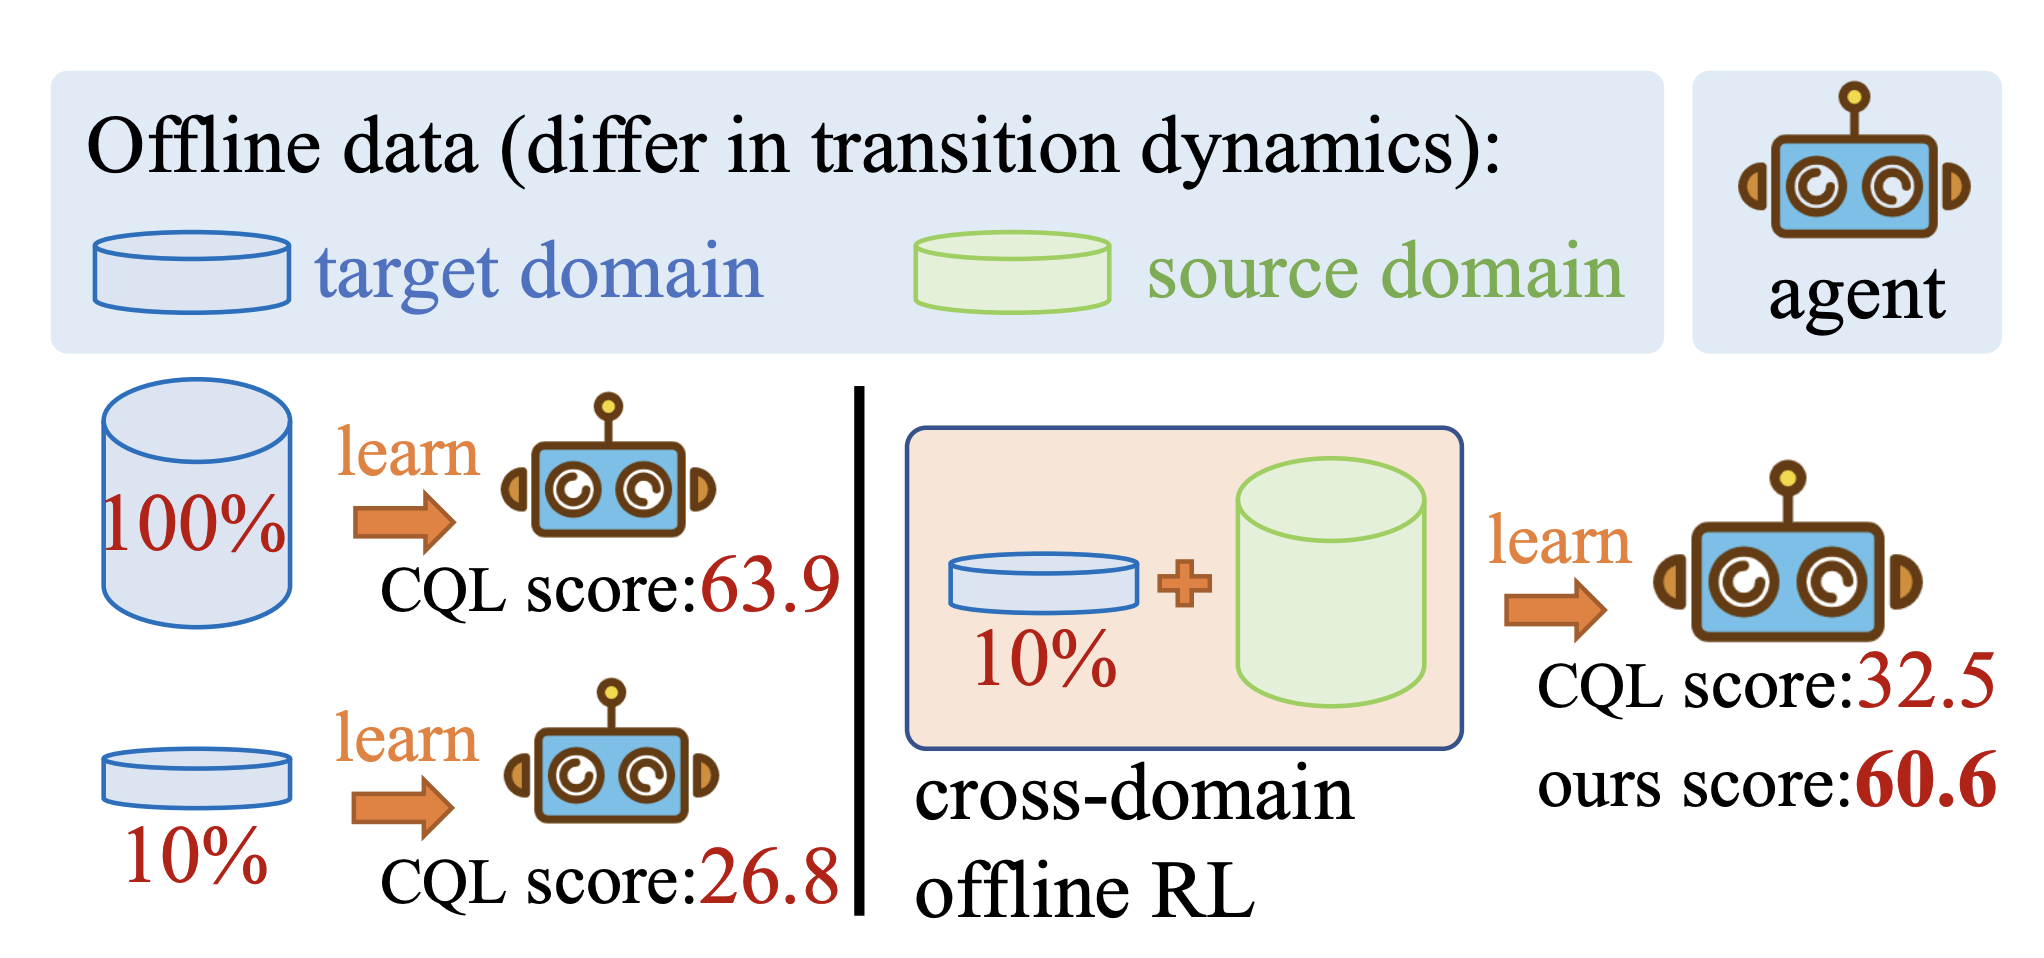 Offline data (differ in transition dynamics):
target domain
source domain
agent
100%
learn
CQL score:63.9
10%
learn
CQL score:26.8
10%
cross-domain
offline RL
learn
CQL score:32.5
ours score:60.6